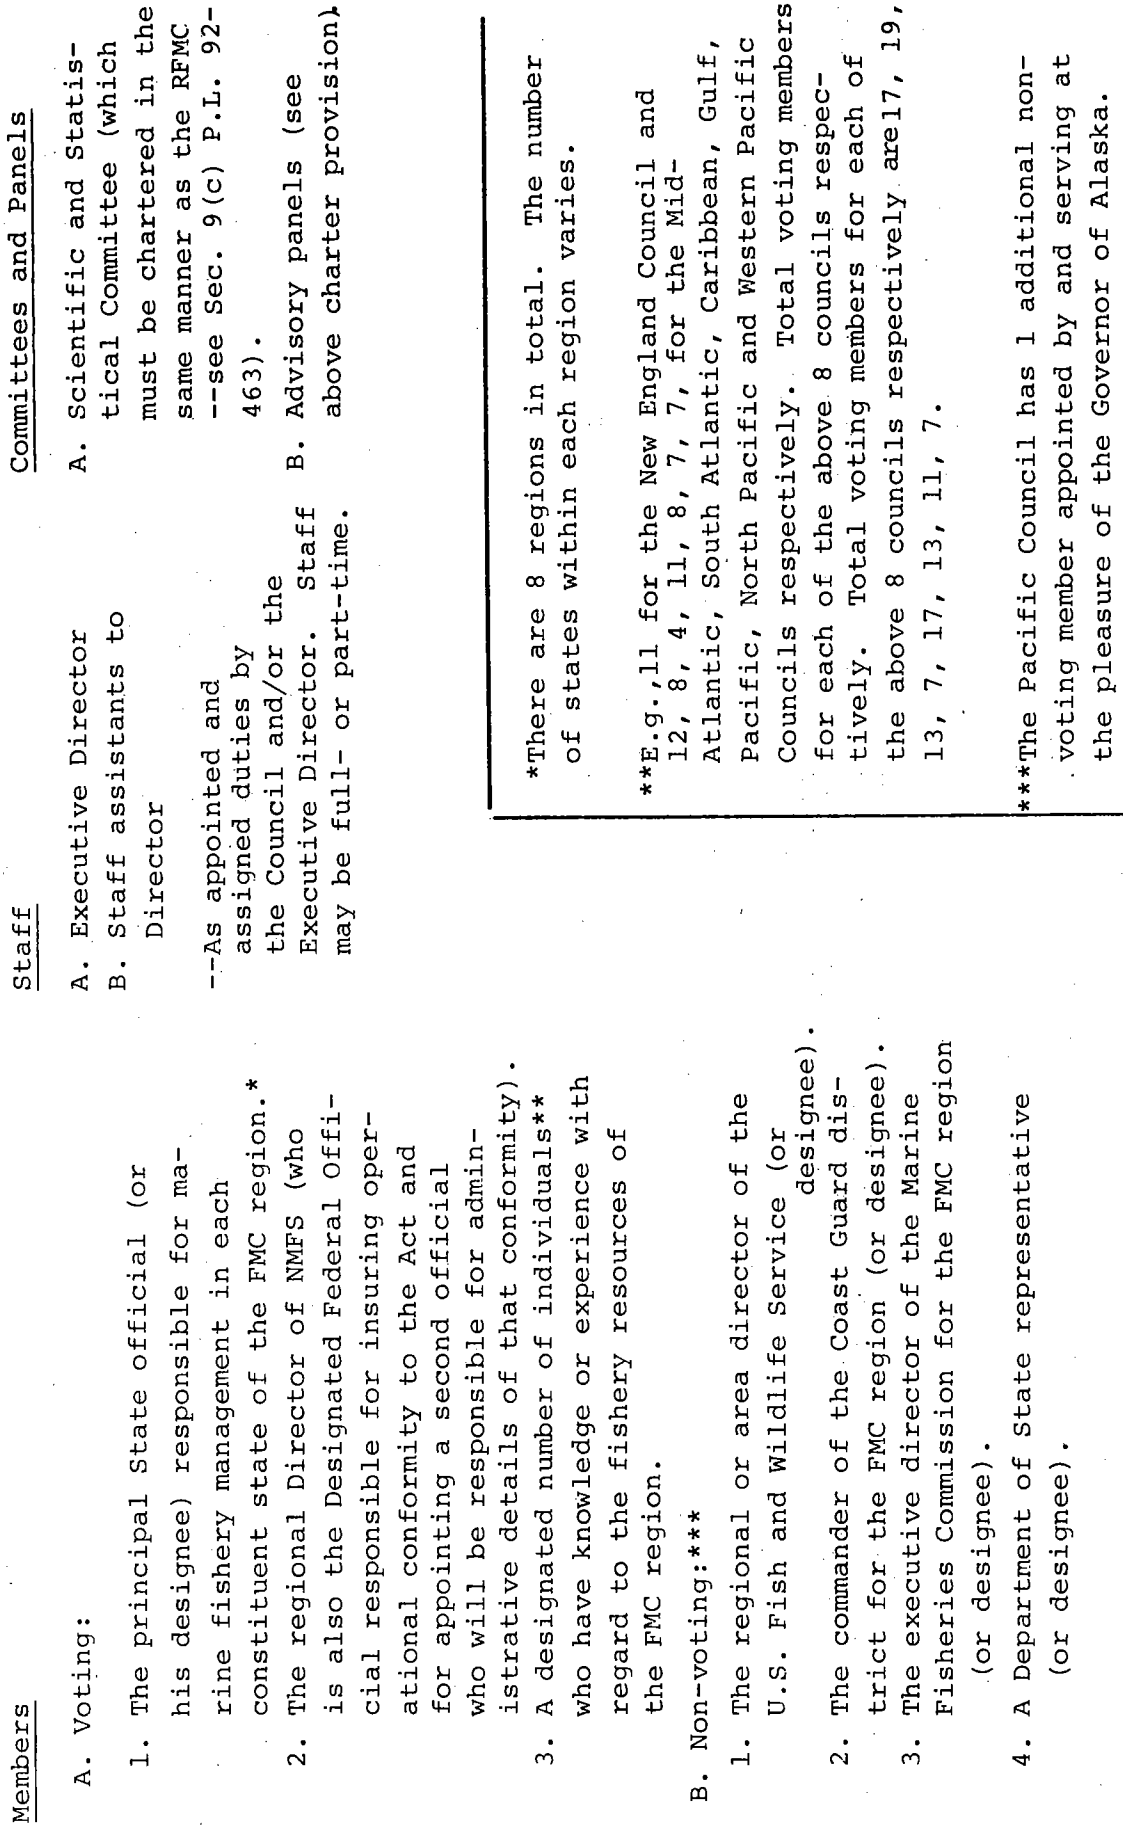 Members
A. Voting:
1. The principal State official (or
his designee) responsible for ma-
rine fishery management in each
constituent state of the FMC region.*
2. The regional Director of NMFS (who
is also the Designated Federal Offi-
cial responsible for insuring oper-
ational conformity to the Act and
for appointing a second official
who will be responsible for admin-
istrative details of that conformity).
3. A designated number of individuals**
who have knowledge or experience with
regard to the fishery resources of
the FMC region.
B. Non-voting:***
1. The regional or area director of the
U.S. Fish and Wildlife Service (or
designee).
2. The commander of the Coast Guard dis-
trict for the FMC region (or designee).
3. The executive director of the Marine
Fisheries Commission for the FMC region
(or designee).
4. A Department of State representative
(or designee).
Staff
A. Executive Director
B. Staff assistants to
Director
--As appointed and
assigned duties by
the Council and/or the
Executive Director. Staff
may be full- or part-time.
Committees and Panels
A. Scientific and Statis-
tical Committee (which
must be chartered in the
same manner as the RFMC
--see Sec. 9(c) P.L. 92-
463).
B. Advisory panels (see
above charter provision).
*There are 8 regions in total. The number
of states within each region varies.
**E.g.,11 for the New England Council and
12, 8, 4, 11, 8, 7, 7, for the Mid-
Atlantic, South Atlantic, Caribbean, Gulf,
Pacific, North Pacific and Western Pacific
Councils respectively. Total voting members
for each of the above 8 councils respec-
tively. Total voting members for each of
the above 8 councils respectively are17, 19,
13, 7, 17, 13, 11, 7.
***The Pacific Council has 1 additional non-
voting member appointed by and serving at
the pleasure of the Governor of Alaska.